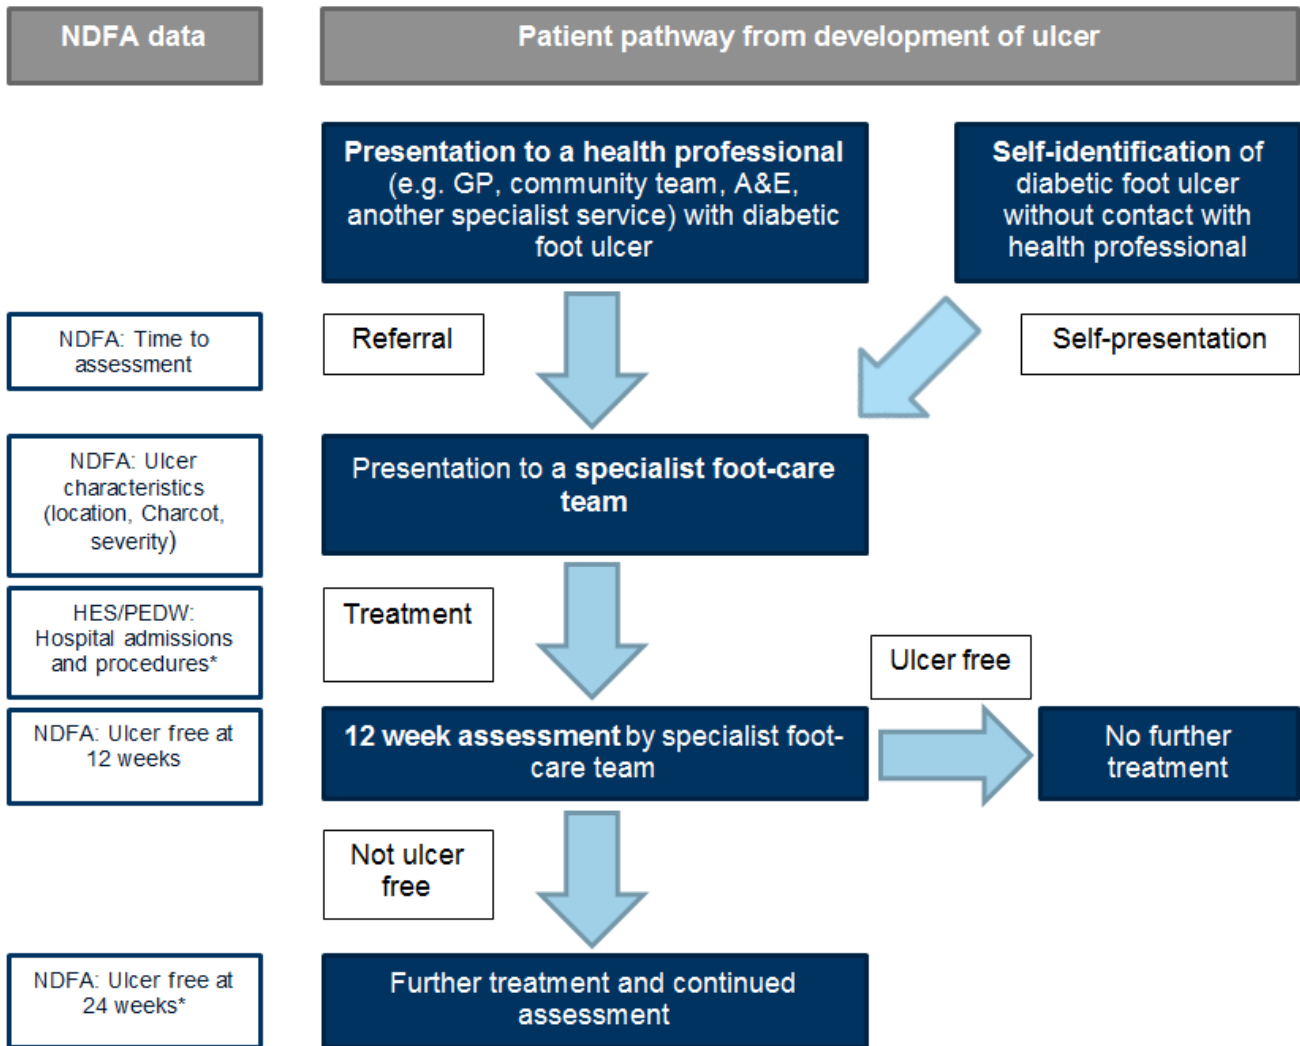 NDFA data
Patient pathway from development of ulcer
Presentation to a health professional
(e.g. GP, community team, A&E,
another specialist service) with diabetic
foot ulcer
Self-identification of
diabetic foot ulcer
without contact with
health professional
NDFA: Time to
assessment
Referral
Self-presentation
NDFA: Ulcer
characteristics
(location, Charcot,
severity)
Presentation to a specialist foot-care
team
HES/PEDW:
Hospital admissions
and procedures*
Treatment
Ulcer free
NDFA: Ulcer free at
12 weeks
12 week assessment by specialist foot-
care team
No further
treatment
Not ulcer
free
NDFA: Ulcer free at
24 weeks*
Further treatment and continued
assessment